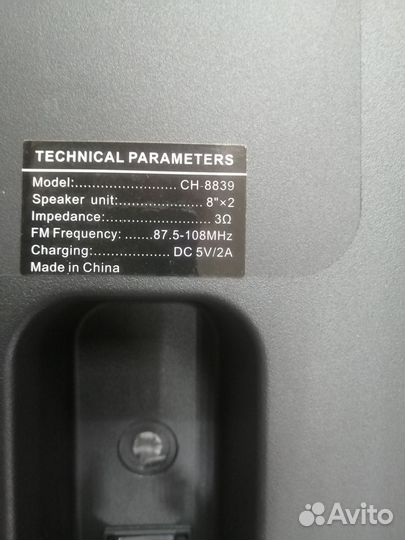 TECHNICAL PARAMETERS
Model:.......................... CH-8839
Speaker unit:..................... 8"×2
Impedance:........................ 3Ω
FM Frequency: ......87.5-108MHz
Charging:................... DC 5V/2A
Made in China
Avito